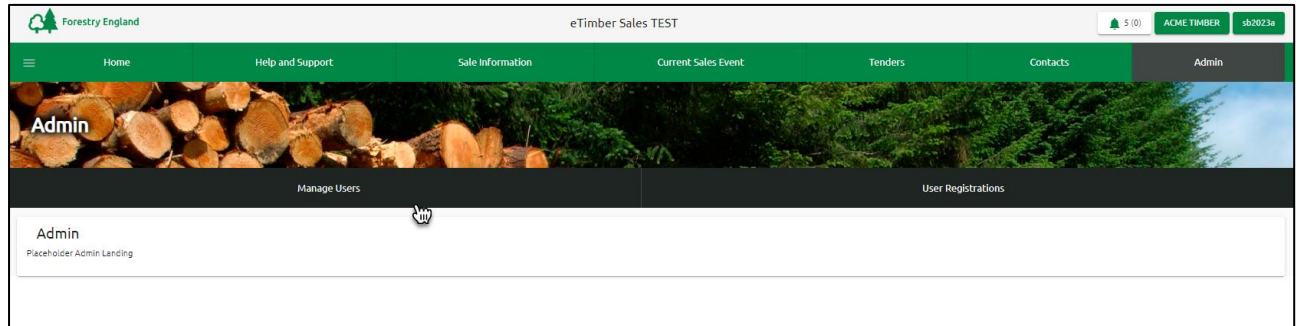 Forestry England
eTimber Sales TEST
5 (0)
ACME TIMBER
sb2023a
Home
Help and Support
Sale Information
Current Sales Event
Tenders
Contacts
Admin
Admin
Manage Users
User Registrations
Admin
Placeholder Admin Landing